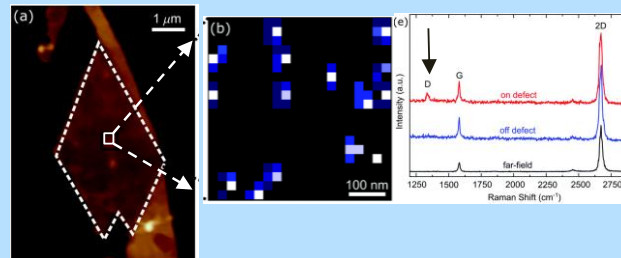 (a)
1 μm
(b)
100 nm
(e)
2D
D
G
on defect
off defect
far-field
Intensity (a.u.)
1250 1500 1750 2000 2250 2500 2750
Raman Shift (cm⁻¹)